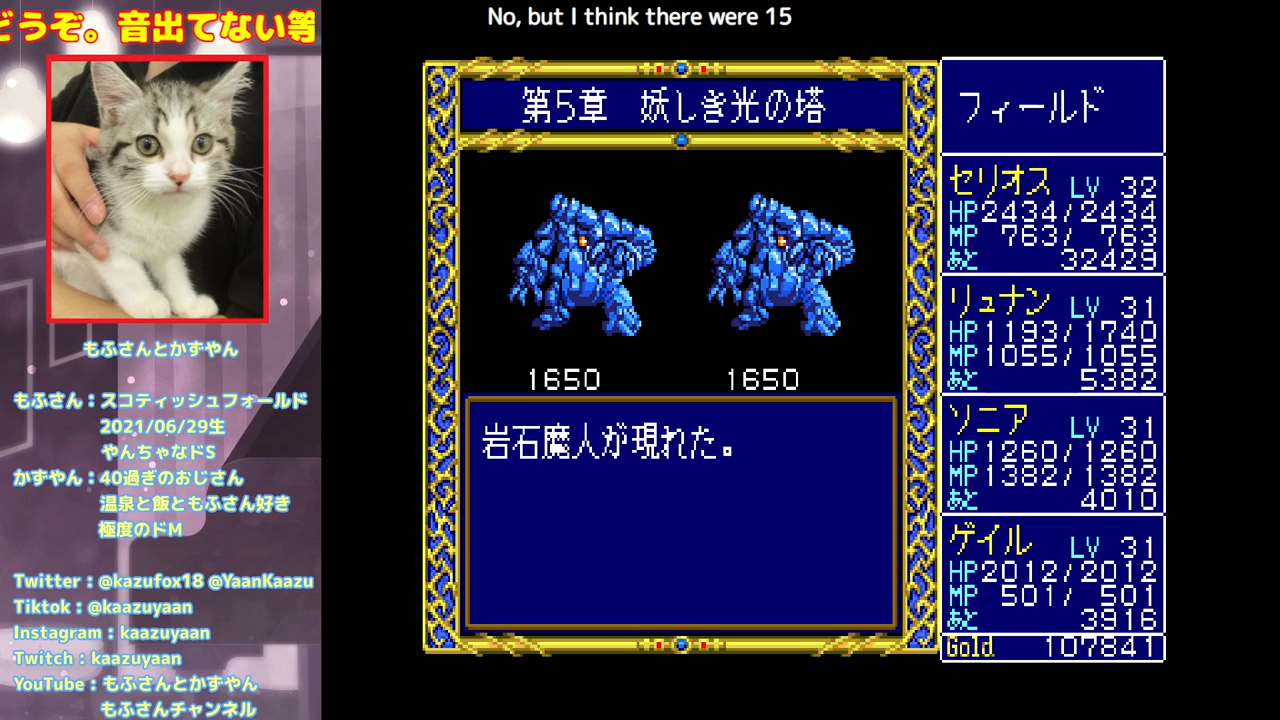 どうぞ。音出てない等
No, but I think there were 15
もふさんとかずやん
もふさん：スコティッシュフォールド
2021/06/29生
やんちゃなドS
かずやん：40過ぎのおじさん
温泉と飯ともふさん好き
極度のドM
Twitter：@kazufox18 @YaanKaazu
Tiktok：@kaazuyaan
Instagram：kaazuyaan
Twitch：kaazuyaan
YouTube：もふさんとかずやん
もふさんチャンネル
第5章 妖しき光の塔
1650 1650
岩石魔人が現れた。
フィールド
セリオス LV 32
HP2434/2434
MP 763/ 763
あと 32429
リュナン LV 31
HP1193/1740
MP1055/1055
あと 5382
ソニア LV 31
HP1260/1260
MP1382/1382
あと 4010
ゲイル LV 31
HP2012/2012
MP 501/ 501
あと 3916
Gold 107841